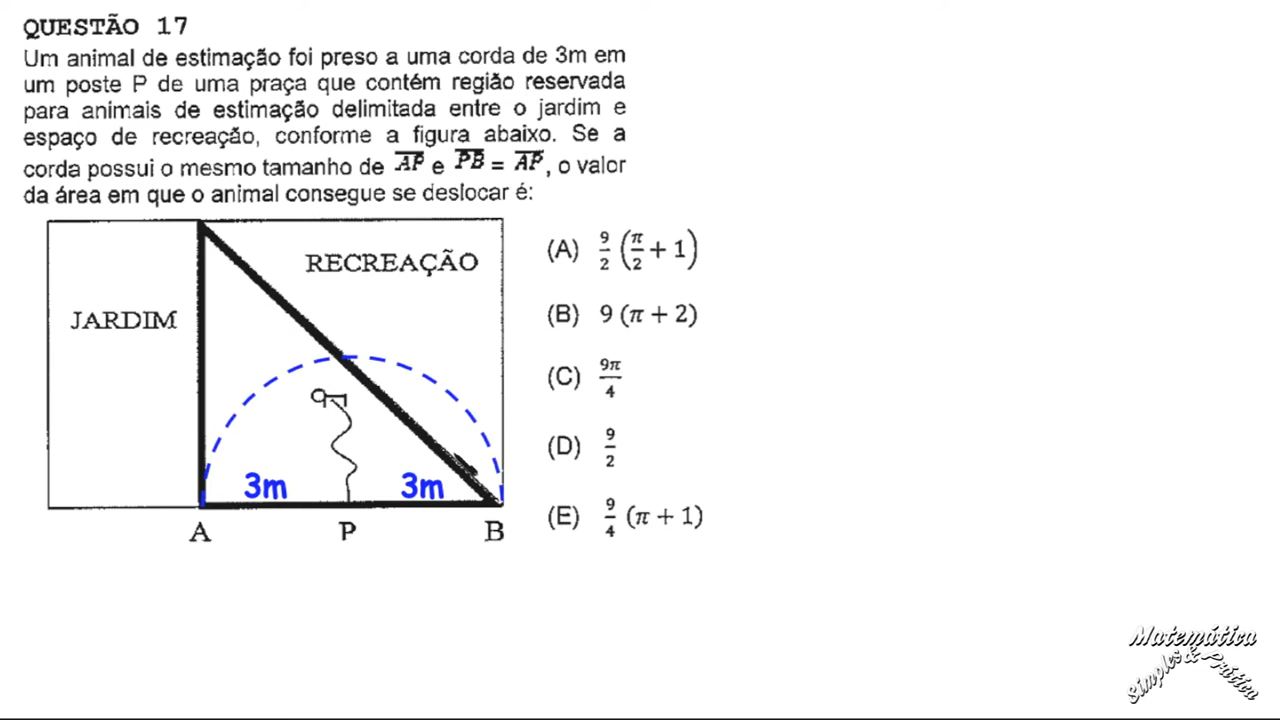 QUESTÃO 17
Um animal de estimação foi preso a uma corda de 3m em
um poste P de uma praça que contém região reservada
para animais de estimação delimitada entre o jardim e
espaço de recreação, conforme a figura abaixo. Se a
corda possui o mesmo tamanho de A̅P̅ e P̅B̅ = A̅P̅, o valor
da área em que o animal consegue se deslocar é:
JARDIM
RECREAÇÃO
3m 3m
A P B
(A) 9/2 (π/2 + 1)
(B) 9 (π + 2)
(C) 9π/4
(D) 9/2
(E) 9/4 (π + 1)
Matemática
Simples & Prática